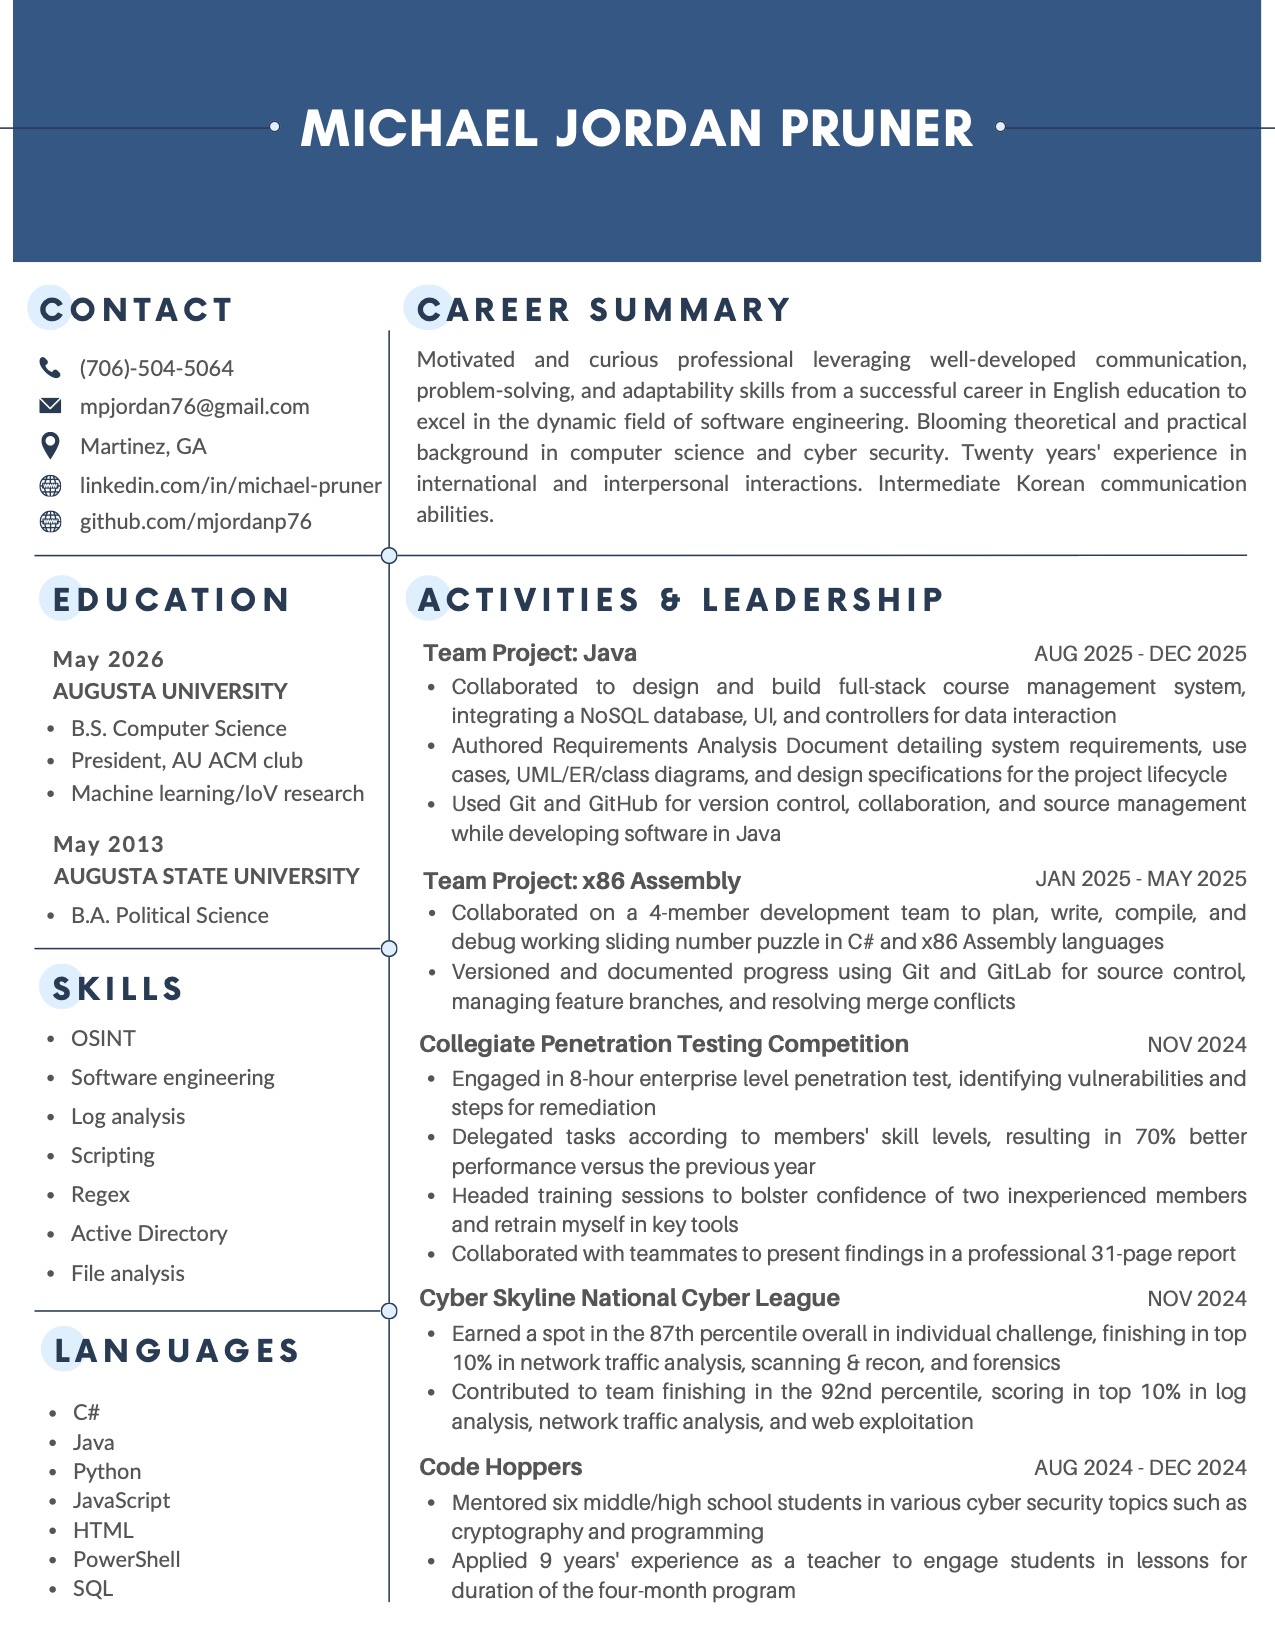 MICHAEL JORDAN PRUNER
CONTACT
(706)-504-5064
mpjordan76@gmail.com
Martinez, GA
linkedin.com/in/michael-pruner
github.com/mjordanp76
CAREER SUMMARY
Motivated and curious professional leveraging well-developed communication,
problem-solving, and adaptability skills from a successful career in English education to
excel in the dynamic field of software engineering. Blooming theoretical and practical
background in computer science and cyber security. Twenty years' experience in
international and interpersonal interactions. Intermediate Korean communication
abilities.
EDUCATION
May 2026
AUGUSTA UNIVERSITY
• B.S. Computer Science
• President, AU ACM club
• Machine learning/IoV research
May 2013
AUGUSTA STATE UNIVERSITY
• B.A. Political Science
SKILLS
• OSINT
• Software engineering
• Log analysis
• Scripting
• Regex
• Active Directory
• File analysis
LANGUAGES
• C#
• Java
• Python
• JavaScript
• HTML
• PowerShell
• SQL
ACTIVITIES & LEADERSHIP
Team Project: Java AUG 2025 - DEC 2025
• Collaborated to design and build full-stack course management system,
integrating a NoSQL database, UI, and controllers for data interaction
• Authored Requirements Analysis Document detailing system requirements, use
cases, UML/ER/class diagrams, and design specifications for the project lifecycle
• Used Git and GitHub for version control, collaboration, and source management
while developing software in Java
Team Project: x86 Assembly JAN 2025 - MAY 2025
• Collaborated on a 4-member development team to plan, write, compile, and
debug working sliding number puzzle in C# and x86 Assembly languages
• Versioned and documented progress using Git and GitLab for source control,
managing feature branches, and resolving merge conflicts
Collegiate Penetration Testing Competition NOV 2024
• Engaged in 8-hour enterprise level penetration test, identifying vulnerabilities and
steps for remediation
• Delegated tasks according to members' skill levels, resulting in 70% better
performance versus the previous year
• Headed training sessions to bolster confidence of two inexperienced members
and retrain myself in key tools
• Collaborated with teammates to present findings in a professional 31-page report
Cyber Skyline National Cyber League NOV 2024
• Earned a spot in the 87th percentile overall in individual challenge, finishing in top
10% in network traffic analysis, scanning & recon, and forensics
• Contributed to team finishing in the 92nd percentile, scoring in top 10% in log
analysis, network traffic analysis, and web exploitation
Code Hoppers AUG 2024 - DEC 2024
• Mentored six middle/high school students in various cyber security topics such as
cryptography and programming
• Applied 9 years' experience as a teacher to engage students in lessons for
duration of the four-month program